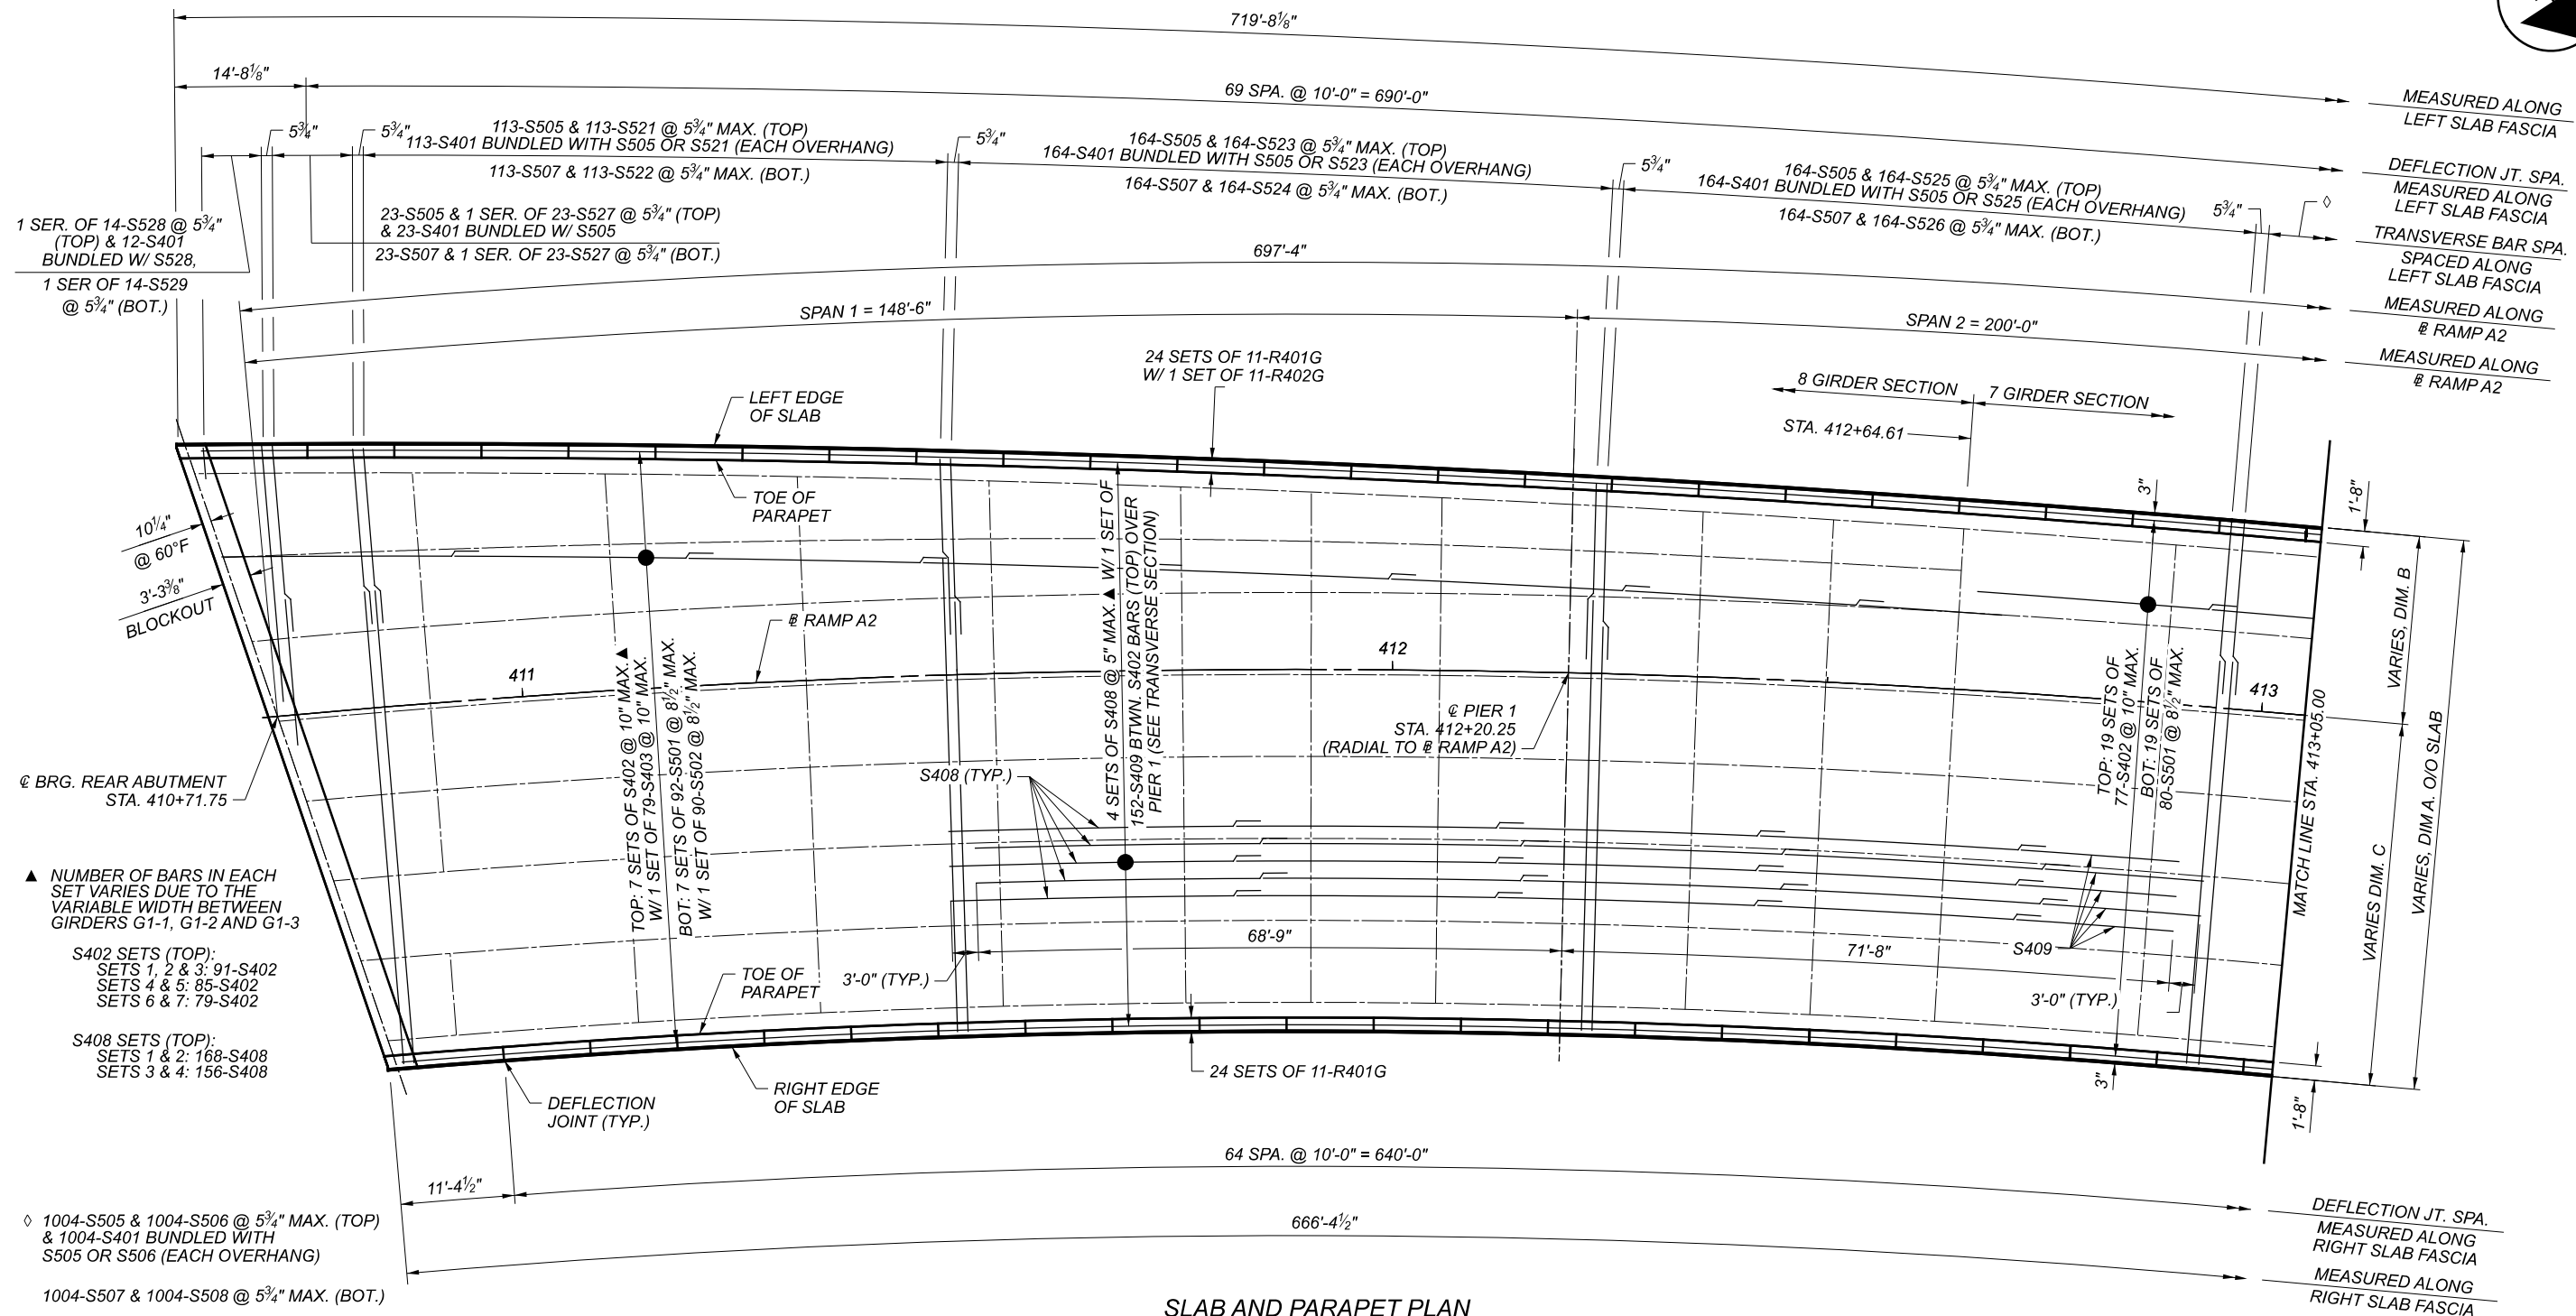 719'-8⅛"
14'-8⅛"
69 SPA. @ 10'-0" = 690'-0"
MEASURED ALONG
LEFT SLAB FASCIA
5¾"
5¾"
113-S505 & 113-S521 @ 5¾" MAX. (TOP)
113-S401 BUNDLED WITH S505 OR S521 (EACH OVERHANG)
113-S507 & 113-S522 @ 5¾" MAX. (BOT.)
5¾"
164-S505 & 164-S523 @ 5¾" MAX. (TOP)
164-S401 BUNDLED WITH S505 OR S523 (EACH OVERHANG)
164-S507 & 164-S524 @ 5¾" MAX. (BOT.)
5¾"
164-S505 & 164-S525 @ 5¾" MAX. (TOP)
164-S401 BUNDLED WITH S505 OR S525 (EACH OVERHANG)
164-S507 & 164-S526 @ 5¾" MAX. (BOT.)
5¾"
◊
DEFLECTION JT. SPA.
MEASURED ALONG
LEFT SLAB FASCIA
TRANSVERSE BAR SPA.
SPACED ALONG
LEFT SLAB FASCIA
MEASURED ALONG
℄ RAMP A2
MEASURED ALONG
℄ RAMP A2
1 SER. OF 14-S528 @ 5¾"
(TOP) & 12-S401
BUNDLED W/ S528,
1 SER OF 14-S529
@ 5¾" (BOT.)
23-S505 & 1 SER. OF 23-S527 @ 5¾" (TOP)
& 23-S401 BUNDLED W/ S505
23-S507 & 1 SER. OF 23-S527 @ 5¾" (BOT.)
697'-4"
SPAN 1 = 148'-6"
SPAN 2 = 200'-0"
24 SETS OF 11-R401G
W/ 1 SET OF 11-R402G
8 GIRDER SECTION
7 GIRDER SECTION
STA. 412+64.61
LEFT EDGE
OF SLAB
TOE OF
PARAPET
10¼"
@ 60°F
3'-3⅜"
BLOCKOUT
3"
1'-8"
℄ RAMP A2
411
412
413
TOP: 7 SETS OF S402 @ 10" MAX.▲
W/ 1 SET OF 79-S403 @ 10" MAX.
BOT: 7 SETS OF 92-S501 @ 8½" MAX.
W/ 1 SET OF 90-S502 @ 8½" MAX.
4 SETS OF S408 @ 5" MAX.▲ W/ 1 SET OF
152-S409 BTWN. S402 BARS (TOP) OVER
PIER 1 (SEE TRANSVERSE SECTION)
℄ PIER 1
STA. 412+20.25
(RADIAL TO ℄ RAMP A2)
TOP: 19 SETS OF
77-S402 @ 10" MAX.
BOT: 19 SETS OF
80-S501 @ 8½" MAX.
MATCH LINE STA. 413+05.00
VARIES, DIM. B
VARIES DIM. C
VARIES, DIM A. O/O SLAB
℄ BRG. REAR ABUTMENT
STA. 410+71.75
S408 (TYP.)
S409
68'-9"
71'-8"
3'-0" (TYP.)
3'-0" (TYP.)
▲ NUMBER OF BARS IN EACH
SET VARIES DUE TO THE
VARIABLE WIDTH BETWEEN
GIRDERS G1-1, G1-2 AND G1-3
S402 SETS (TOP):
SETS 1, 2 & 3: 91-S402
SETS 4 & 5: 85-S402
SETS 6 & 7: 79-S402
S408 SETS (TOP):
SETS 1 & 2: 168-S408
SETS 3 & 4: 156-S408
TOE OF
PARAPET
24 SETS OF 11-R401G
RIGHT EDGE
OF SLAB
DEFLECTION
JOINT (TYP.)
3"
1'-8"
64 SPA. @ 10'-0" = 640'-0"
11'-4½"
666'-4½"
DEFLECTION JT. SPA.
MEASURED ALONG
RIGHT SLAB FASCIA
MEASURED ALONG
RIGHT SLAB FASCIA
◊ 1004-S505 & 1004-S506 @ 5¾" MAX. (TOP)
& 1004-S401 BUNDLED WITH
S505 OR S506 (EACH OVERHANG)
1004-S507 & 1004-S508 @ 5¾" MAX. (BOT.)
SLAB AND PARAPET PLAN